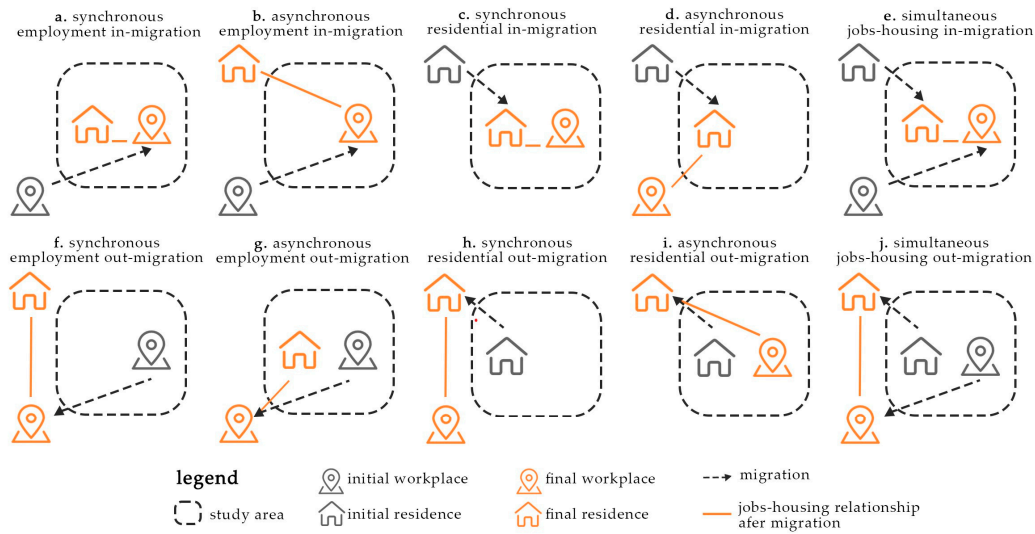 a. synchronous
employment in-migration
b. asynchronous
employment in-migration
c. synchronous
residential in-migration
d. asynchronous
residential in-migration
e. simultaneous
jobs-housing in-migration
f. synchronous
employment out-migration
g. asynchronous
employment out-migration
h. synchronous
residential out-migration
i. asynchronous
residential out-migration
j. simultaneous
jobs-housing out-migration
legend
study area
initial workplace
initial residence
final workplace
final residence
migration
jobs-housing relationship
afer migration